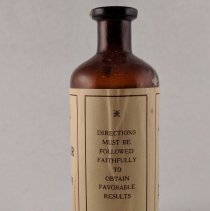 DIRECTIONS
MUST BE
FOLLOWED
FAITHFULLY
TO
OBTAIN
FAVORABLE
RESULTS